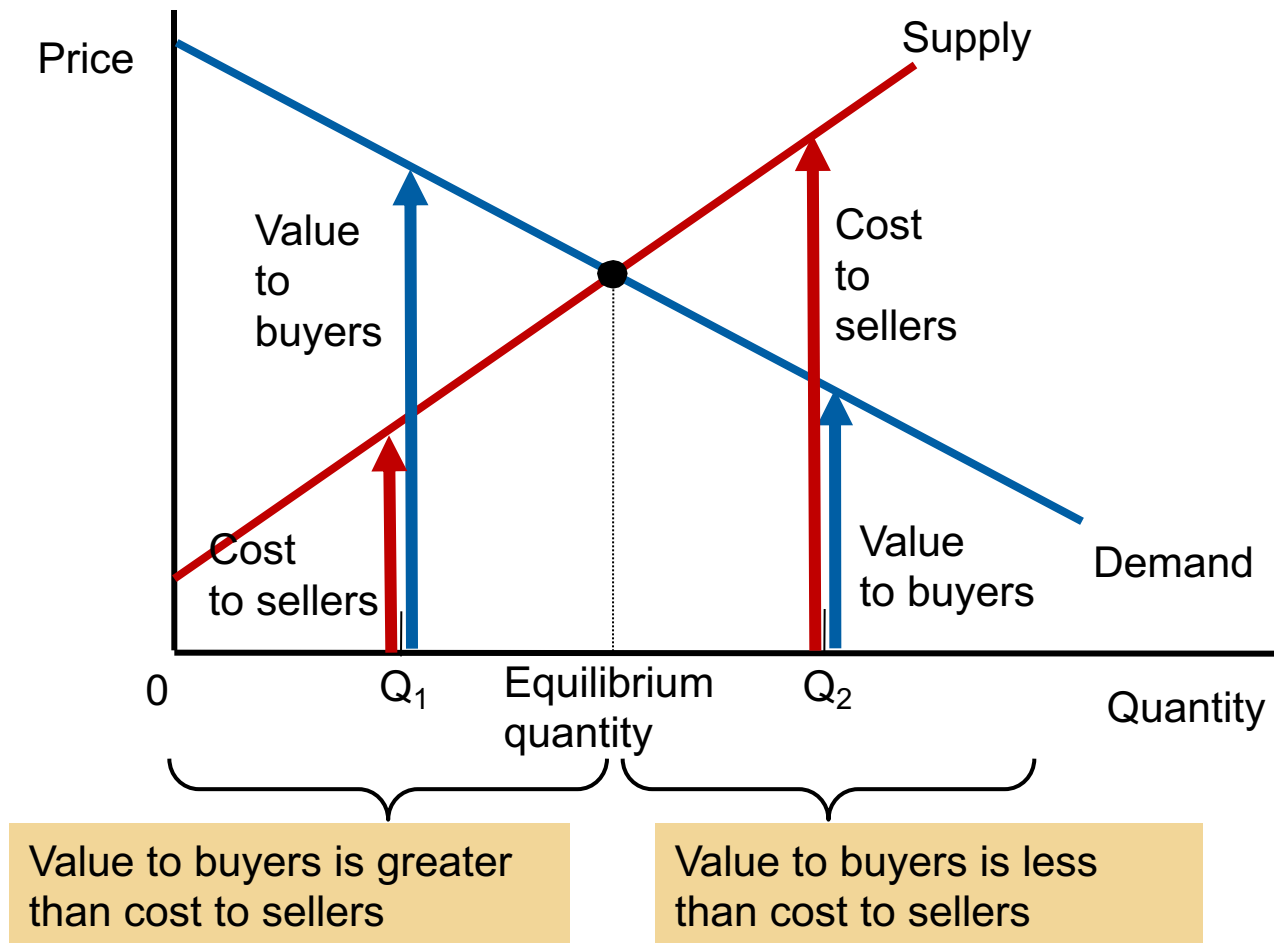 Price
Supply
Value
to
buyers
Cost
to
sellers
Cost
to sellers
Value
to buyers
Demand
0
Q₁
Equilibrium
quantity
Q₂
Quantity
Value to buyers is greater
than cost to sellers
Value to buyers is less
than cost to sellers